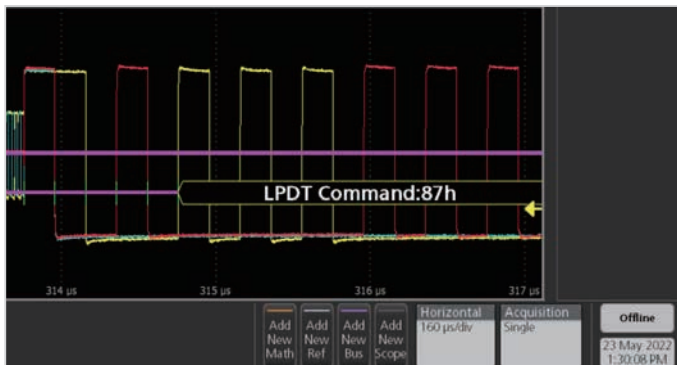 LPDT Command:87h
314 µs
315 µs
316 µs
317 µs
Add
New
Math
Add
New
Ref
Add
New
Bus
Add
New
Scope
Horizontal
160 µs/div
Acquisition
Single
Offline
23 May 2022
1:30:08 PM